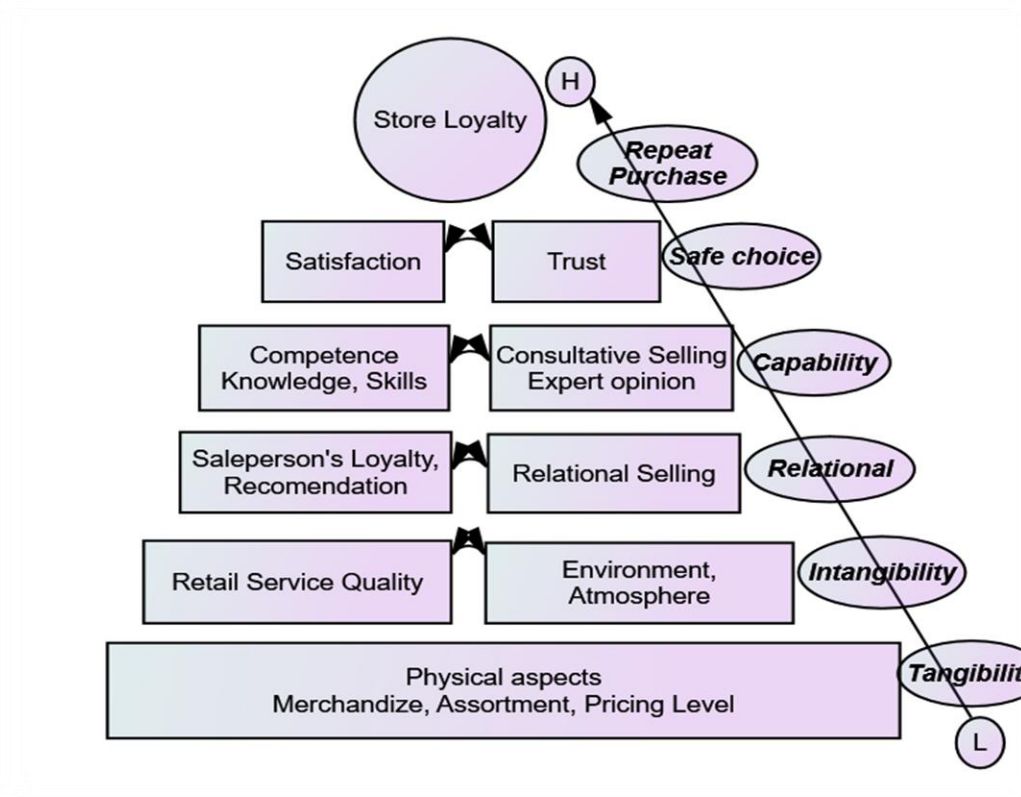 Store Loyalty
H
Repeat
Purchase
Satisfaction
Trust
Safe choice
Competence
Knowledge, Skills
Consultative Selling
Expert opinion
Capability
Saleperson's Loyalty,
Recomendation
Relational Selling
Relational
Retail Service Quality
Environment,
Atmosphere
Intangibility
Physical aspects
Merchandize, Assortment, Pricing Level
Tangibilit
L